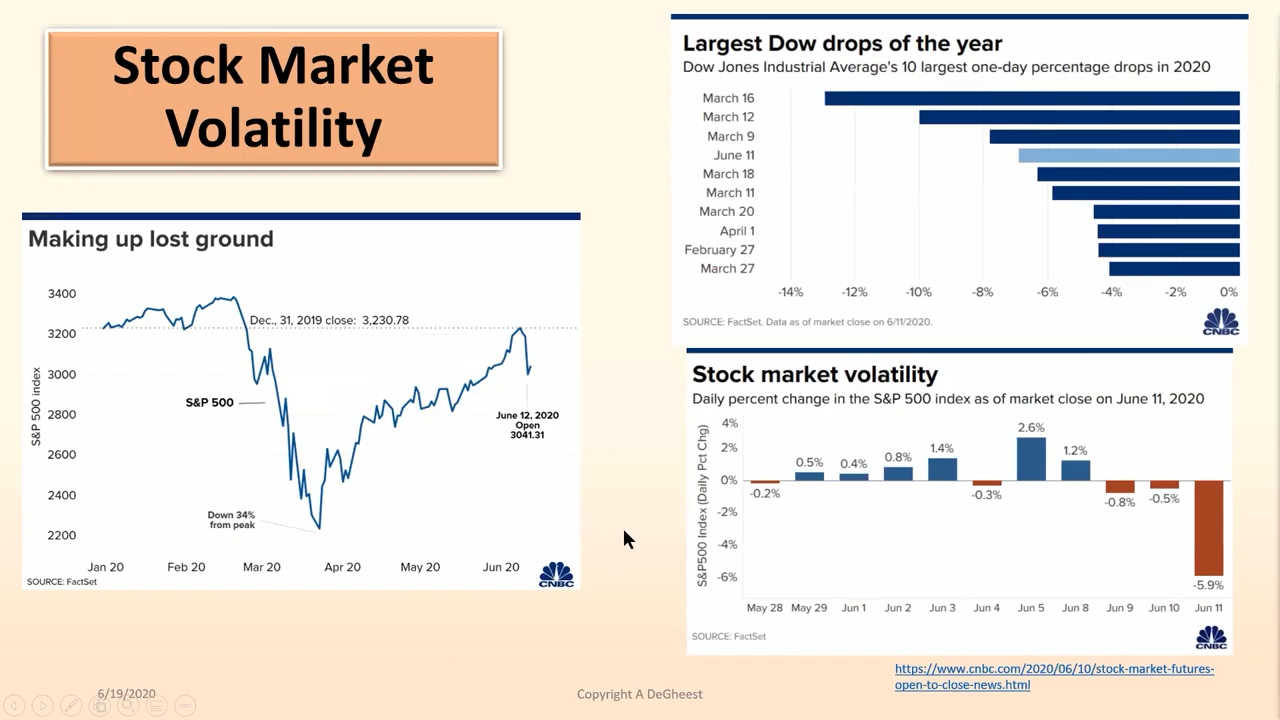 Stock Market
Volatility
Largest Dow drops of the year
Dow Jones Industrial Average's 10 largest one-day percentage drops in 2020
March 16
March 12
March 9
June 11
March 18
March 11
March 20
April 1
February 27
March 27
-14% -12% -10% -8% -6% -4% -2% 0%
SOURCE: FactSet. Data as of market close on 6/11/2020.
CNBC
Making up lost ground
S&P 500 index
3400
3200
3000
2800
2600
2400
2200
Dec., 31, 2019 close: 3,230.78
S&P 500
June 12, 2020
Open
3041.31
Down 34%
from peak
Jan 20 Feb 20 Mar 20 Apr 20 May 20 Jun 20
SOURCE: FactSet
CNBC
Stock market volatility
Daily percent change in the S&P 500 index as of market close on June 11, 2020
S&P500 Index (Daily Pct Chg)
4%
2%
0%
-2%
-4%
-6%
-0.2% 0.5% 0.4% 0.8% 1.4% -0.3% 2.6% 1.2% -0.8% -0.5% -5.9%
May 28 May 29 Jun 1 Jun 2 Jun 3 Jun 4 Jun 5 Jun 8 Jun 9 Jun 10 Jun 11
SOURCE: FactSet
CNBC
https://www.cnbc.com/2020/06/10/stock-market-futures-
open-to-close-news.html
6/19/2020
Copyright A DeGheest